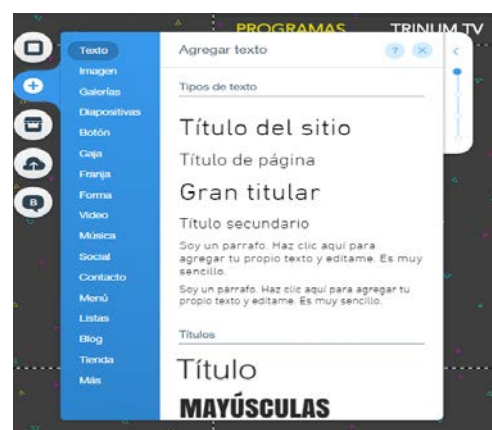 PROGRAMAS TRINUM TV
Texto
Imagen
Galerías
Diapositivas
Botón
Caja
Franja
Forma
Video
Música
Social
Contacto
Menú
Listas
Blog
Tienda
Más
Agregar texto ? ×
Tipos de texto
Título del sitio
Título de página
Gran titular
Título secundario
Soy un parrafo. Haz clic aquí para
agregar tu propio texto y edítame. Es muy
sencillo.
Soy un párrafo. Haz clic aquí para agregar tu
propio texto y edítame. Es muy sencillo.
Títulos
Título
MAYÚSCULAS
B